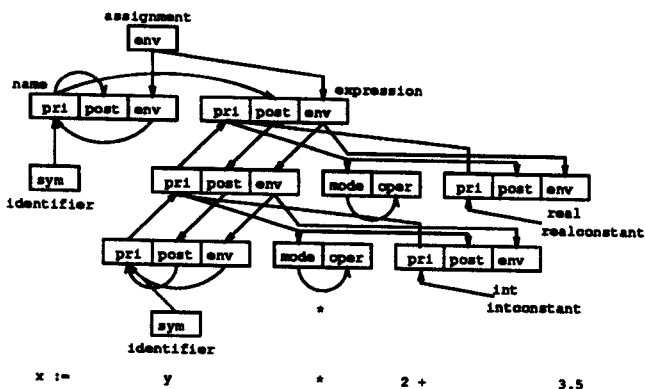 assignment
env
name
expression
pri post env
pri post env
sym
identifier
pri post env
mode oper
pri post env
real
realconstant
pri post env
mode oper
pri post env
int
intconstant
*
sym
identifier
x := y * 2 + 3.5